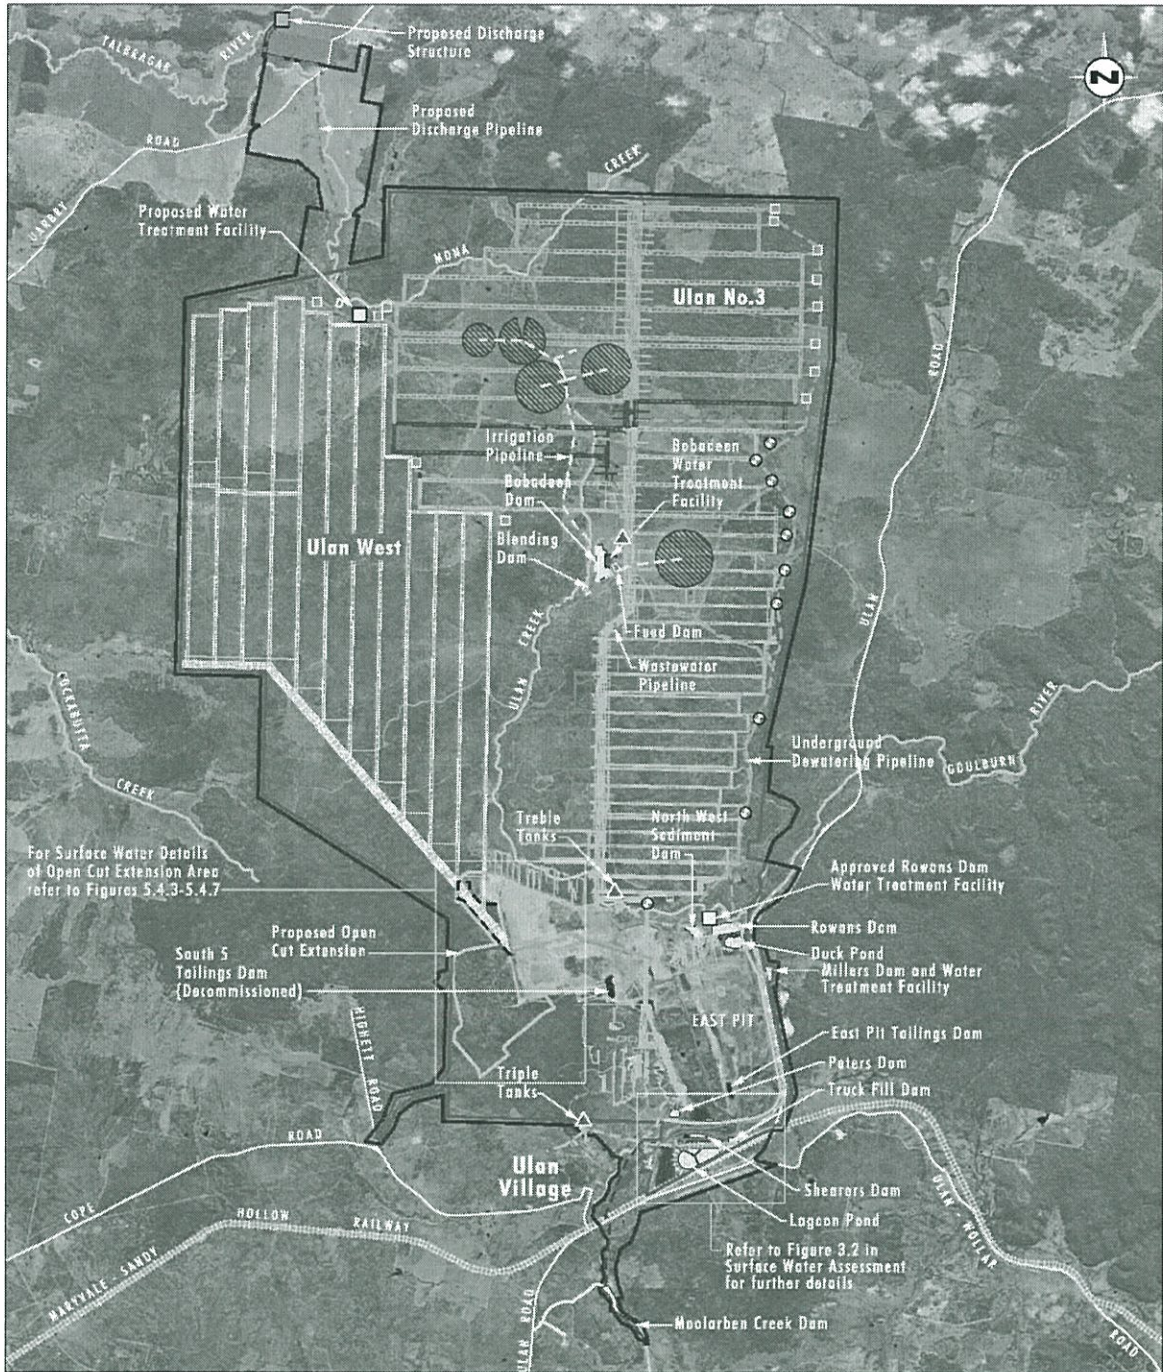 Proposed Discharge
Structure
TALBRAGAR
RIVER
N
Proposed
Discharge Pipeline
ROAD
UARBRY
CREEK
Proposed Water
Treatment Facility
MONA
Ulan No.3
ROAD
Irrigation
Pipeline
Bobadeen
Dam
Bobadeen
Water
Treatment
Facility
Blending
Dam
Ulan West
ULAN
CREEK
ULAN
Feed Dam
Wastewater
Pipeline
COCKABUTTA
CREEK
RIVER
GOULBURN
Underground
Dewatering Pipeline
Treble
Tanks
North West
Sediment
Dam
For Surface Water Details
of Open Cut Extension Area
refer to Figures 5.4.3-5.4.7
Approved Rowans Dam
Water Treatment Facility
Rowans Dam
Proposed Open
Cut Extension
Duck Pond
Millers Dam and Water
Treatment Facility
South 5
Tailings Dam
(Decommissioned)
EAST PIT
HIGHETT
ROAD
East Pit Tailings Dam
Peters Dam
Truck Fill Dam
Triple
Tanks
ROAD
COPE
Ulan
Village
Shearers Dam
Lagoon Pond
ULAN - WOLLAR
ROAD
HOLLOW
RAILWAY
MARYVALE - SANDY
Refer to Figure 3.2 in
Surface Water Assessment
for further details
ULAN ROAD
Moolarben Creek Dam